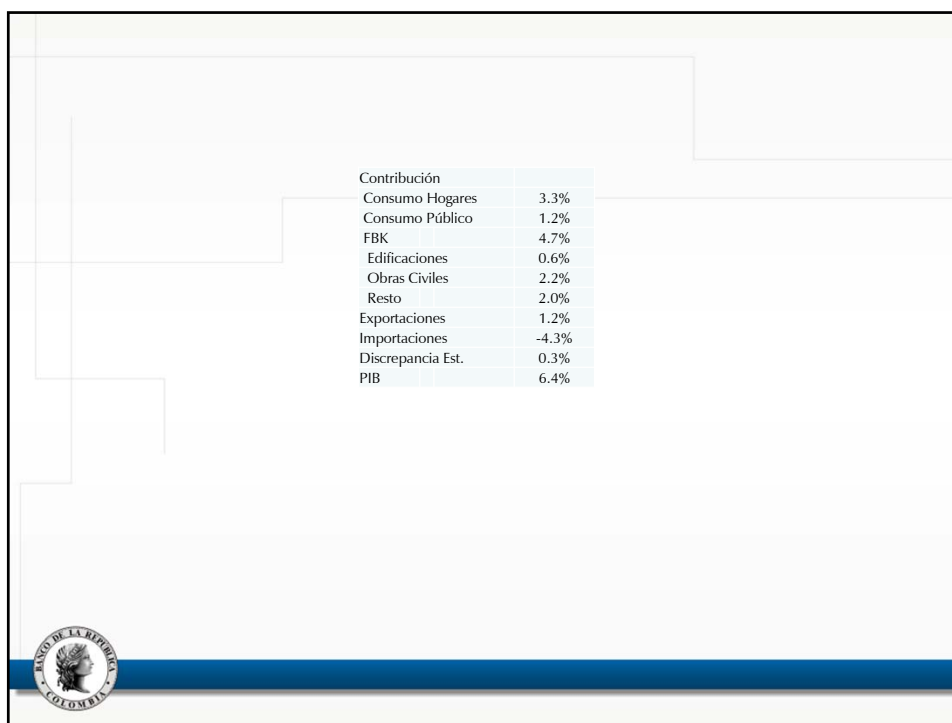 Contribución
Consumo Hogares 3.3%
Consumo Público 1.2%
FBK 4.7%
Edificaciones 0.6%
Obras Civiles 2.2%
Resto 2.0%
Exportaciones 1.2%
Importaciones -4.3%
Discrepancia Est. 0.3%
PIB 6.4%
BANCO DE LA REPUBLICA
COLOMBIA